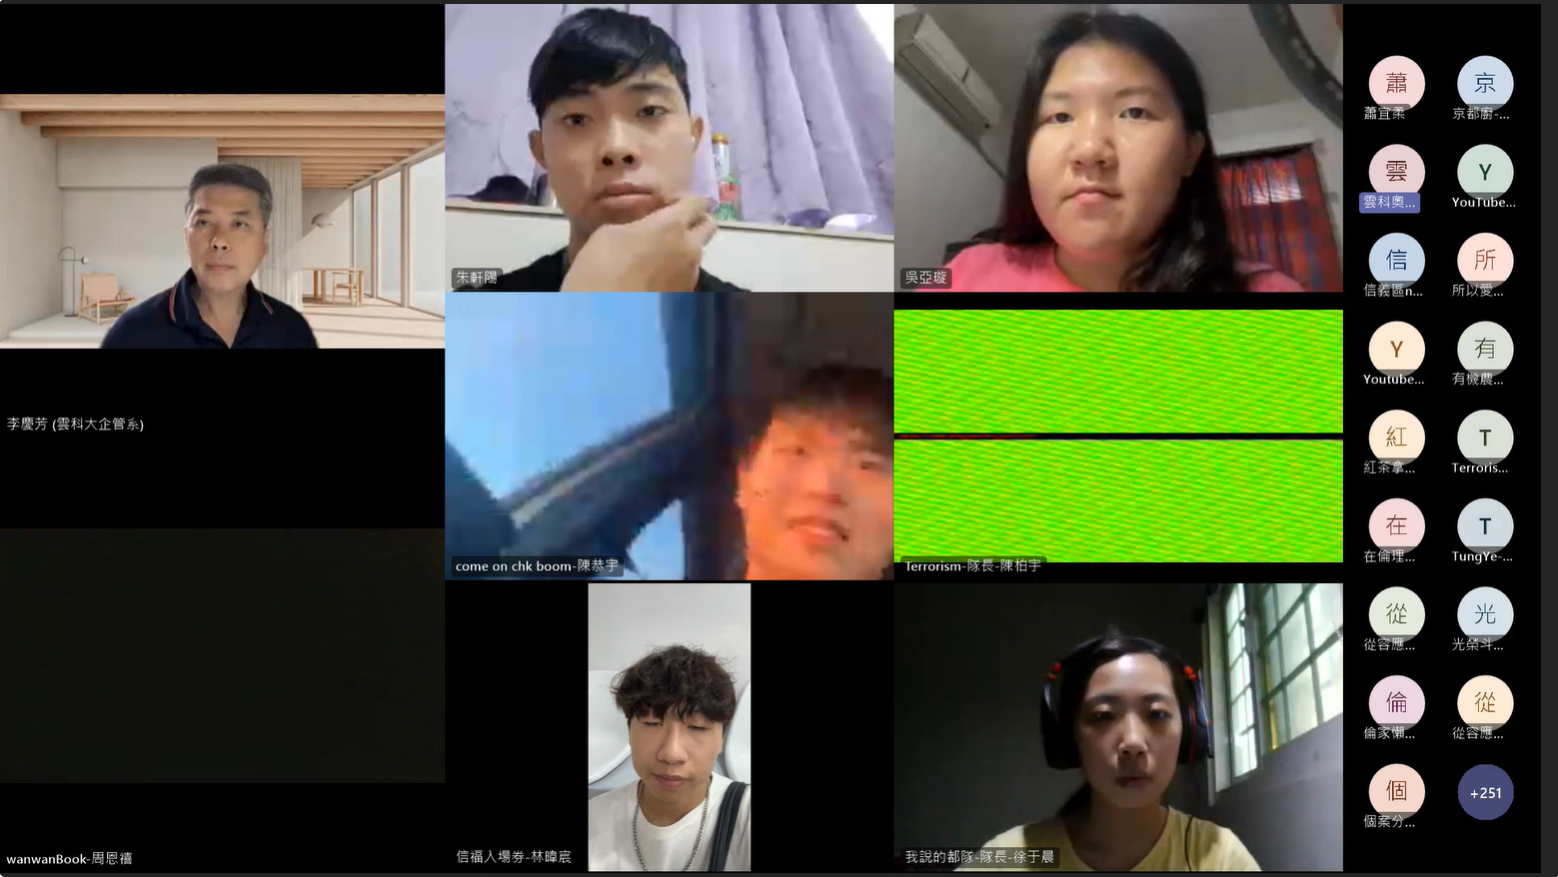 朱軒陽
吳亞璇
李慶芳 (雲科大企管系)
come on chk boom-陳恭宇
Terrorism-隊長-陳柏宇
wanwanBook-周恩禧
信福入場券-林暐宸
我說的都隊-隊長-徐于晨
蕭
蕭宜柔
京
京都廚-...
雲
雲科奧...
Y
YouTube...
信
信義區n...
所
所以愛...
Y
Youtube...
有
有機農...
紅
紅茶拿...
T
Terroris...
在
在倫理...
T
TungYe-...
從
從容應...
光
光榮斗...
倫
倫家懶...
從
從容應...
個
個案分...
+251